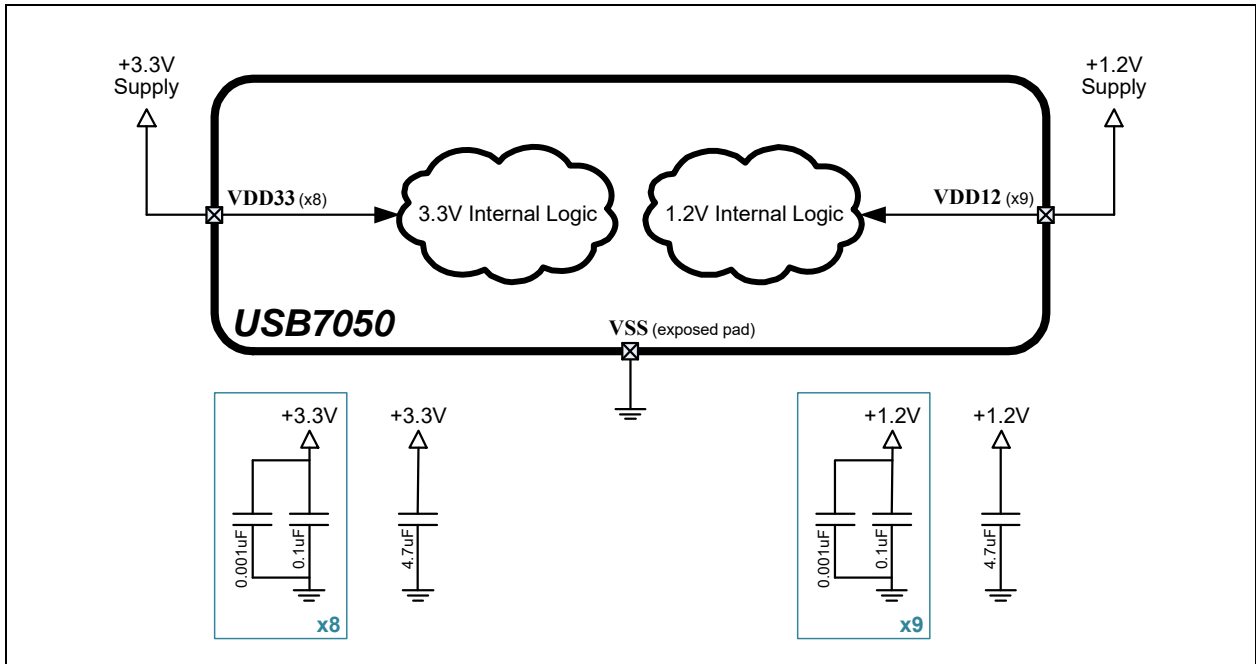 +3.3V
Supply
+1.2V
Supply
VDD33 (x8)
3.3V Internal Logic
1.2V Internal Logic
VDD12 (x9)
USB7050
VSS (exposed pad)
+3.3V
+3.3V
+1.2V
+1.2V
0.001uF
0.1uF
4.7uF
0.001uF
0.1uF
4.7uF
x8
x9